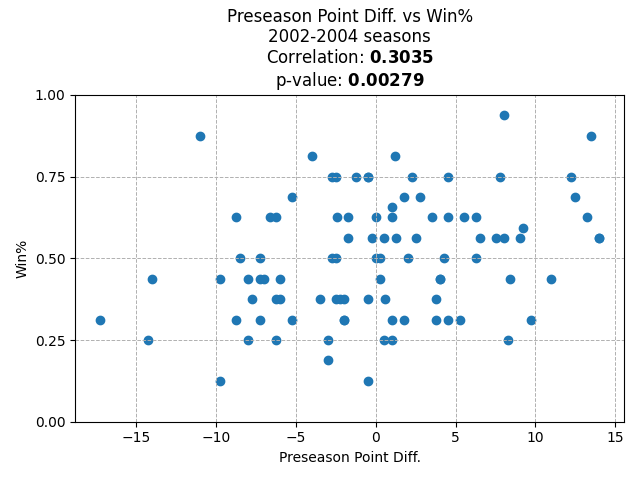 Preseason Point Diff. vs Win%
2002-2004 seasons
Correlation: 0.3035
p-value: 0.00279
1.00
0.75
0.50
0.25
0.00
Win%
−15
−10
−5
0
5
10
15
Preseason Point Diff.